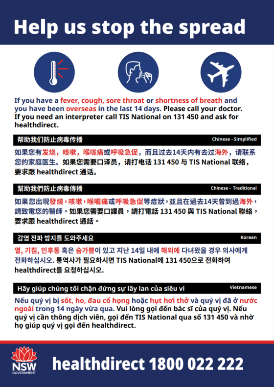 Help us stop the spread
If you have a fever, cough, sore throat or shortness of breath and
you have been overseas in the last 14 days. Please call your doctor.
If you need an interpreter call TIS National on 131 450 and ask for
healthdirect.
帮助我们防止病毒传播
Chinese - Simplified
如果您有发烧，咳嗽，喉咙痛或呼吸急促，而且过去14天内有去过海外，请联系
您的家庭医生。如果您需要口译员，请打电话 131 450 与 TIS National 联络，
要求跟 healthdirect 通话。
幫助我們防止病毒傳播
Chinese - Traditional
如果您出現發燒，咳嗽，喉嚨痛或呼吸急促等症狀，並且在過去14天曾到過海外，
請致電您的醫師。如果您需要口譯員，請打電話 131 450 與 TIS National 聯絡，
要求跟 healthdirect 通話。
감염 전파 방지를 도와주세요
Korean
열, 기침, 인후통 혹은 숨가쁨이 있고 지난 14일 내에 해외에 다녀왔을 경우 의사에게
전화하십시오. 통역사가 필요하시면 TIS National에 131 450으로 전화하여
healthdirect를 요청하십시오.
Hãy giúp chúng tôi chặn đứng sự lây lan của siêu vi
Vietnamese
Nếu quý vị bị sốt, ho, đau cổ họng hoặc hụt hơi thở và quý vị đã ở nước
ngoài trong 14 ngày vừa qua. Vui lòng gọi đến bác sĩ của quý vị. Nếu
quý vị cần thông dịch viên, gọi đến TIS National qua số 131 450 và nhờ
họ giúp quý vị gọi đến healthdirect.
NSW
GOVERNMENT
healthdirect 1800 022 222